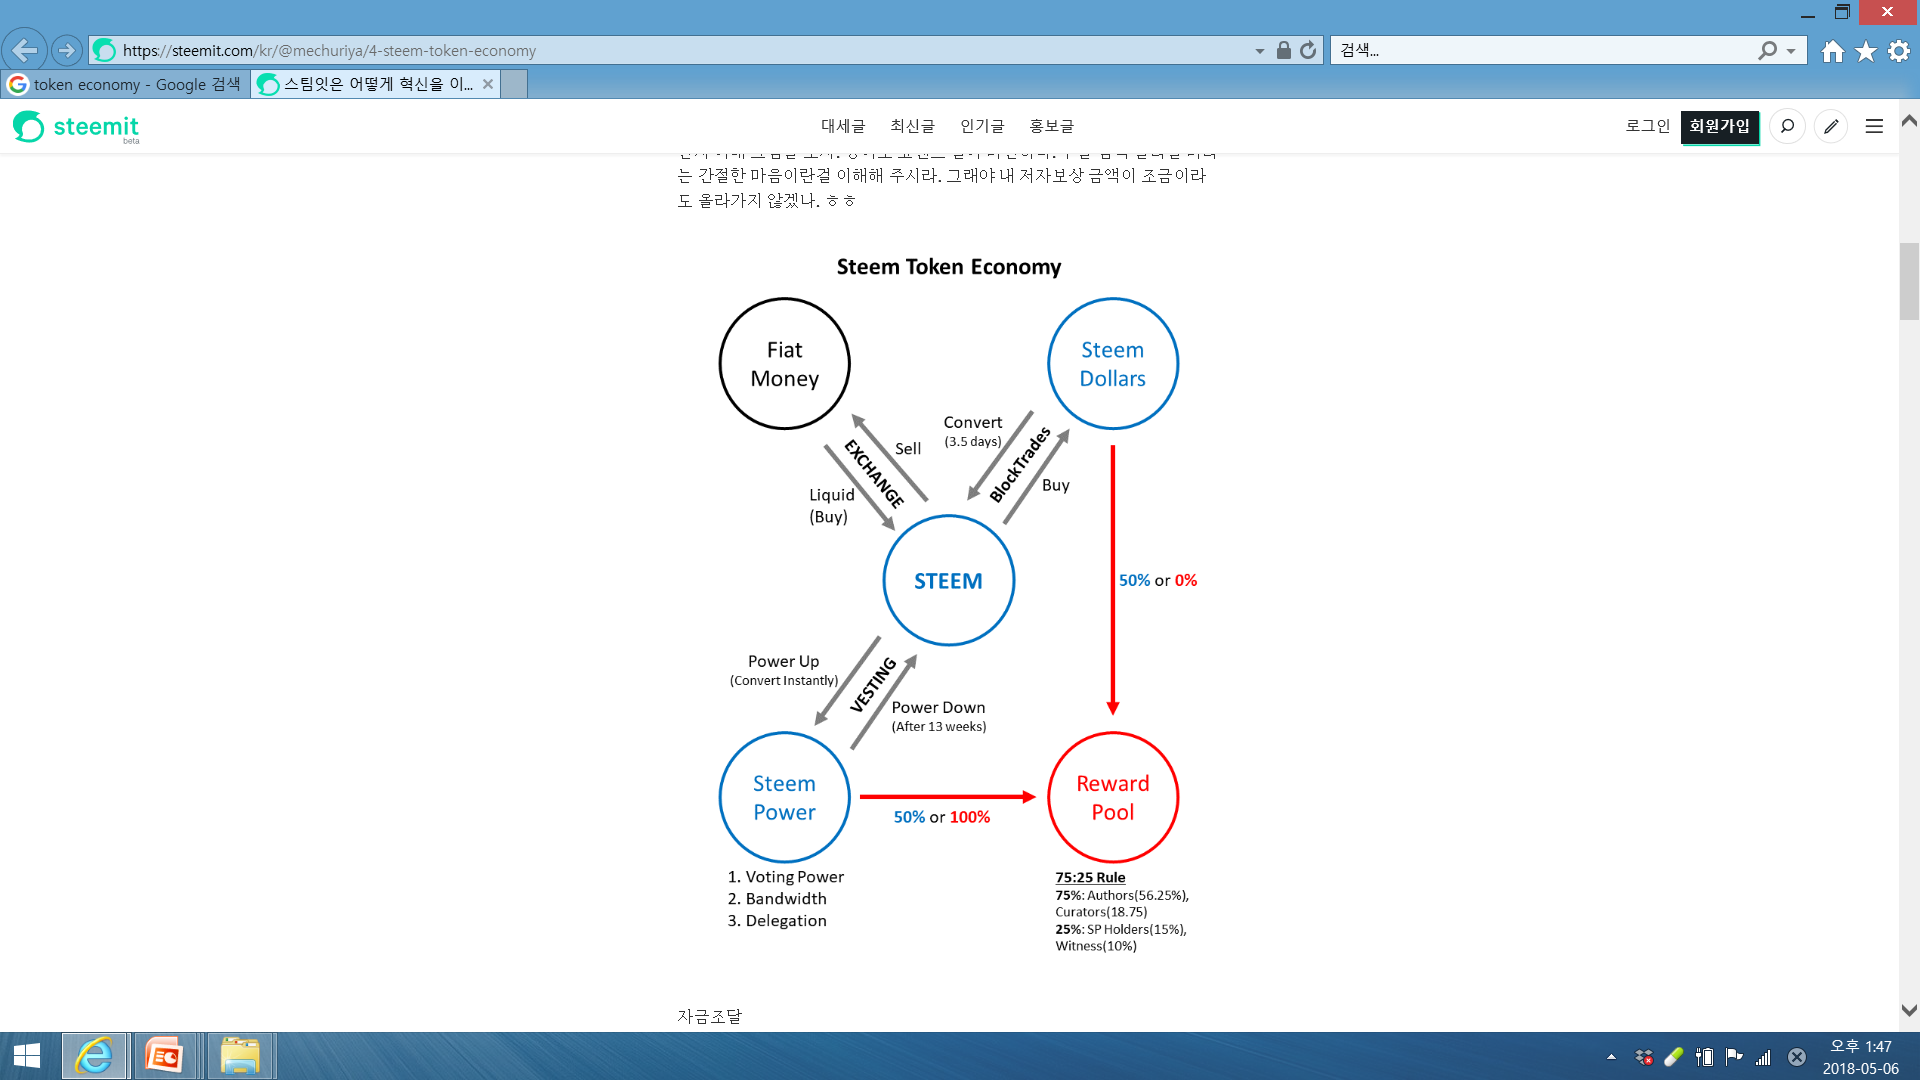 https://steemit.com/kr/@mechuriya/4-steem-token-economy
검색...
token economy - Google 검색
스팀잇은 어떻게 혁신을 이...
steemit
beta
대세글 최신글 인기글 홍보글
로그인 회원가입
는 간절한 마음이란걸 이해해 주시라. 그래야 내 저자보상 금액이 조금이라
도 올라가지 않겠나. ㅎㅎ
Steem Token Economy
Fiat
Money
Steem
Dollars
Convert
(3.5 days)
BlockTrades
Buy
Sell
EXCHANGE
Liquid
(Buy)
STEEM
50% or 0%
Power Up
(Convert Instantly)
VESTING
Power Down
(After 13 weeks)
Steem
Power
50% or 100%
Reward
Pool
1. Voting Power
2. Bandwidth
3. Delegation
75:25 Rule
75%: Authors(56.25%),
Curators(18.75)
25%: SP Holders(15%),
Witness(10%)
자금조달
오후 1:47
2018-05-06